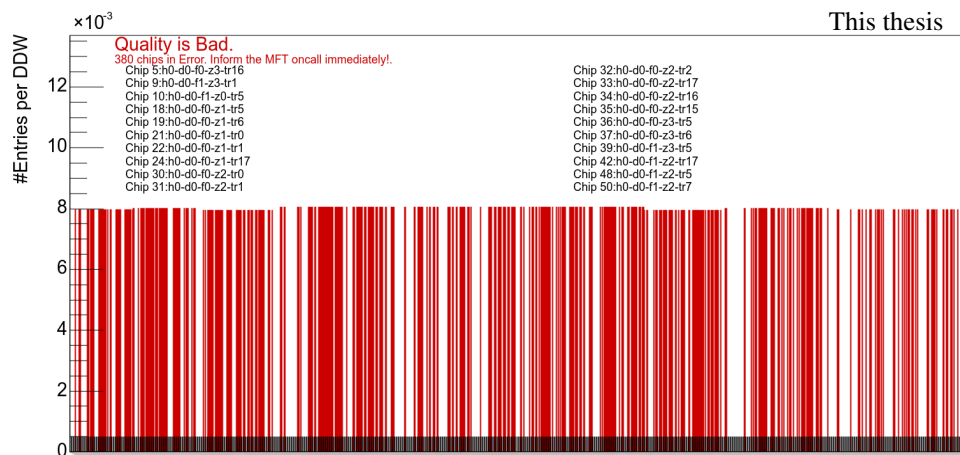 ×10-3
This thesis
Quality is Bad.
380 chips in Error. Inform the MFT oncall immediately!.
Chip 5:h0-d0-f0-z3-tr16
Chip 9:h0-d0-f1-z3-tr1
Chip 10:h0-d0-f1-z0-tr5
Chip 18:h0-d0-f0-z1-tr5
Chip 19:h0-d0-f0-z1-tr6
Chip 21:h0-d0-f0-z1-tr0
Chip 22:h0-d0-f0-z1-tr1
Chip 24:h0-d0-f0-z1-tr17
Chip 30:h0-d0-f0-z2-tr0
Chip 31:h0-d0-f0-z2-tr1
Chip 32:h0-d0-f0-z2-tr2
Chip 33:h0-d0-f0-z2-tr17
Chip 34:h0-d0-f0-z2-tr16
Chip 35:h0-d0-f0-z2-tr15
Chip 36:h0-d0-f0-z3-tr5
Chip 37:h0-d0-f0-z3-tr6
Chip 39:h0-d0-f1-z3-tr5
Chip 42:h0-d0-f1-z2-tr17
Chip 48:h0-d0-f1-z2-tr5
Chip 50:h0-d0-f1-z2-tr7
#Entries per DDW
12
10
8
6
4
2
0